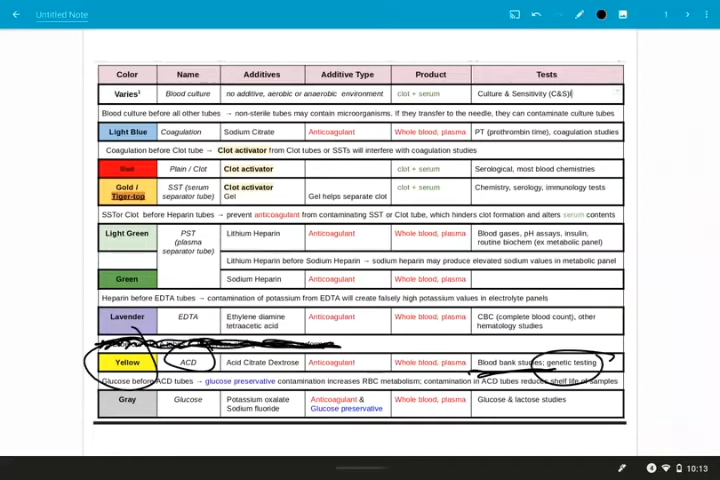 Untitled Note
1
Color Name Additives Additive Type Product Tests
Varies¹ Blood culture no additive, aerobic or anaerobic environment clot + serum Culture & Sensitivity (C&S)
Blood culture before all other tubes → non-sterile tubes may contain microorganisms. If they transfer to the needle, they can contaminate culture tubes
Light Blue Coagulation Sodium Citrate Anticoagulant Whole blood, plasma PT (prothrombin time), coagulation studies
Coagulation before Clot tube → Clot activator from Clot tubes or SSTs will interfere with coagulation studies
Red Plain / Clot Clot activator clot + serum Serological, most blood chemistries
Gold / SST (serum Clot activator clot + serum Chemistry, serology, immunology tests
Tiger-top separator tube) Gel Gel helps separate clot
SSTor Clot before Heparin tubes → prevent anticoagulant from contaminating SST or Clot tube, which hinders clot formation and alters serum contents
Light Green PST Lithium Heparin Anticoagulant Whole blood, plasma Blood gases, pH assays, insulin,
(plasma routine biochem (ex metabolic panel)
separator tube)
Lithium Heparin before Sodium Heparin → sodium heparin may produce elevated sodium values in metabolic panel
Green Sodium Heparin Anticoagulant Whole blood, plasma
Heparin before EDTA tubes → contamination of potassium from EDTA will create falsely high potassium values in electrolyte panels
Lavender EDTA Ethylene diamine Anticoagulant Whole blood, plasma CBC (complete blood count), other
tetraacetic acid hematology studies
Yellow ACD Acid Citrate Dextrose Anticoagulant Whole blood, plasma Blood bank studies; genetic testing
Glucose before ACD tubes → glucose preservative contamination increases RBC metabolism; contamination in ACD tubes reduces shelf life of samples
Gray Glucose Potassium oxalate Anticoagulant & Whole blood, plasma Glucose & lactose studies
Sodium fluoride Glucose preservative
4 10:13